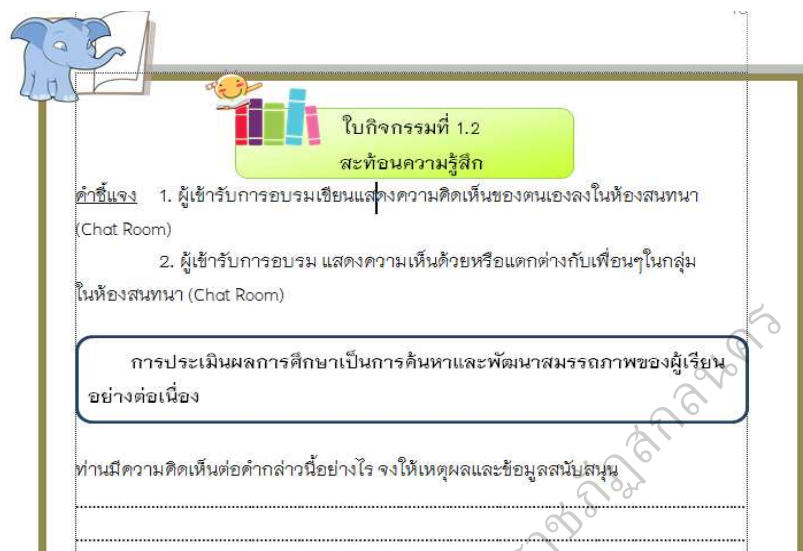 ใบกิจกรรมที่ 1.2
สะท้อนความรู้สึก
คำชี้แจง 1. ผู้เข้ารับการอบรมเขียนแสดงความคิดเห็นของตนเองลงในห้องสนทนา
(Chat Room)
2. ผู้เข้ารับการอบรม แสดงความเห็นด้วยหรือแตกต่างกับเพื่อนๆในกลุ่ม
ในห้องสนทนา (Chat Room)
การประเมินผลการศึกษาเป็นการค้นหาและพัฒนาสมรรถภาพของผู้เรียน
อย่างต่อเนื่อง
ท่านมีความคิดเห็นต่อคำกล่าวนี้อย่างไร จงให้เหตุผลและข้อมูลสนับสนุน
ราชภัฏสกลนคร